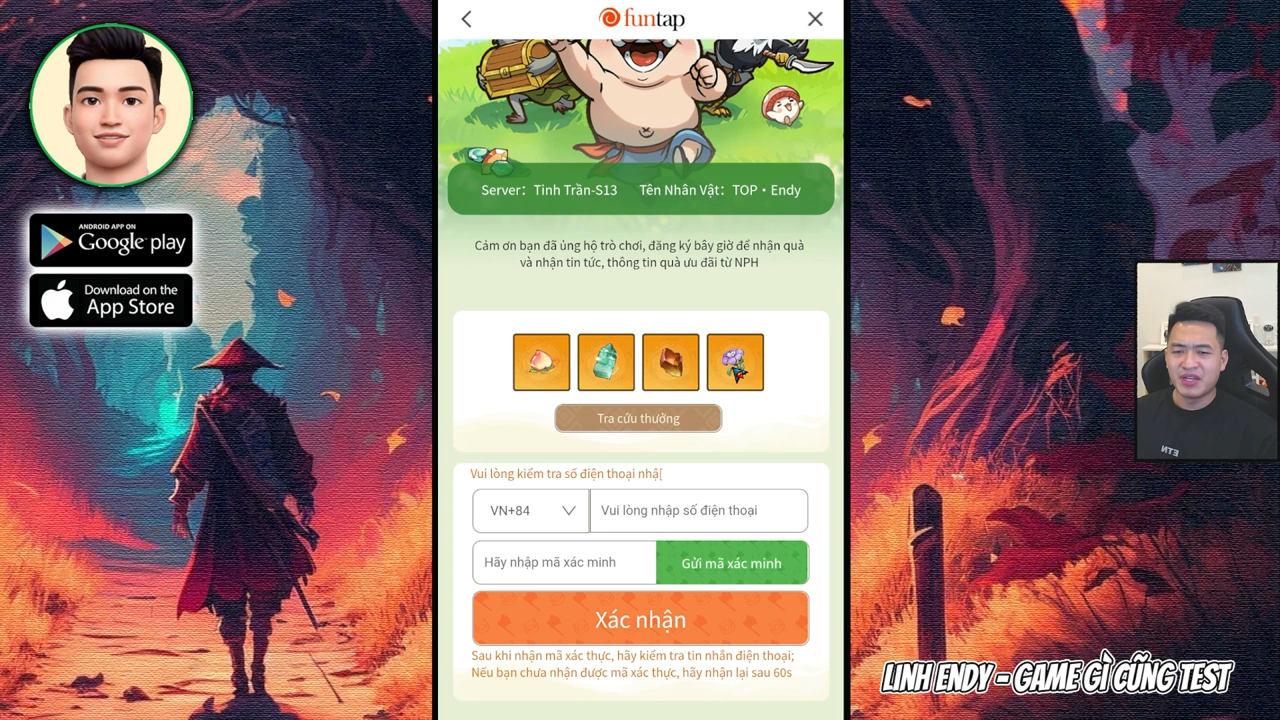 funtap
ANDROID APP ON
Google play
Download on the
App Store
Server: Tinh Trần-S13 Tên Nhân Vật: TOP・Endy
Cảm ơn bạn đã ủng hộ trò chơi, đăng ký bây giờ để nhận quà
và nhận tin tức, thông tin quà ưu đãi từ NPH
Tra cứu thưởng
Vui lòng kiểm tra số điện thoại nhậ[
VN+84
Vui lòng nhập số điện thoại
Hãy nhập mã xác minh
Gửi mã xác minh
Xác nhận
Sau khi nhận mã xác thực, hãy kiểm tra tin nhắn điện thoại;
Nếu bạn chưa nhận được mã xác thực, hãy nhận lại sau 60s
LINH ENDY - GAME GÌ CŨNG TEST